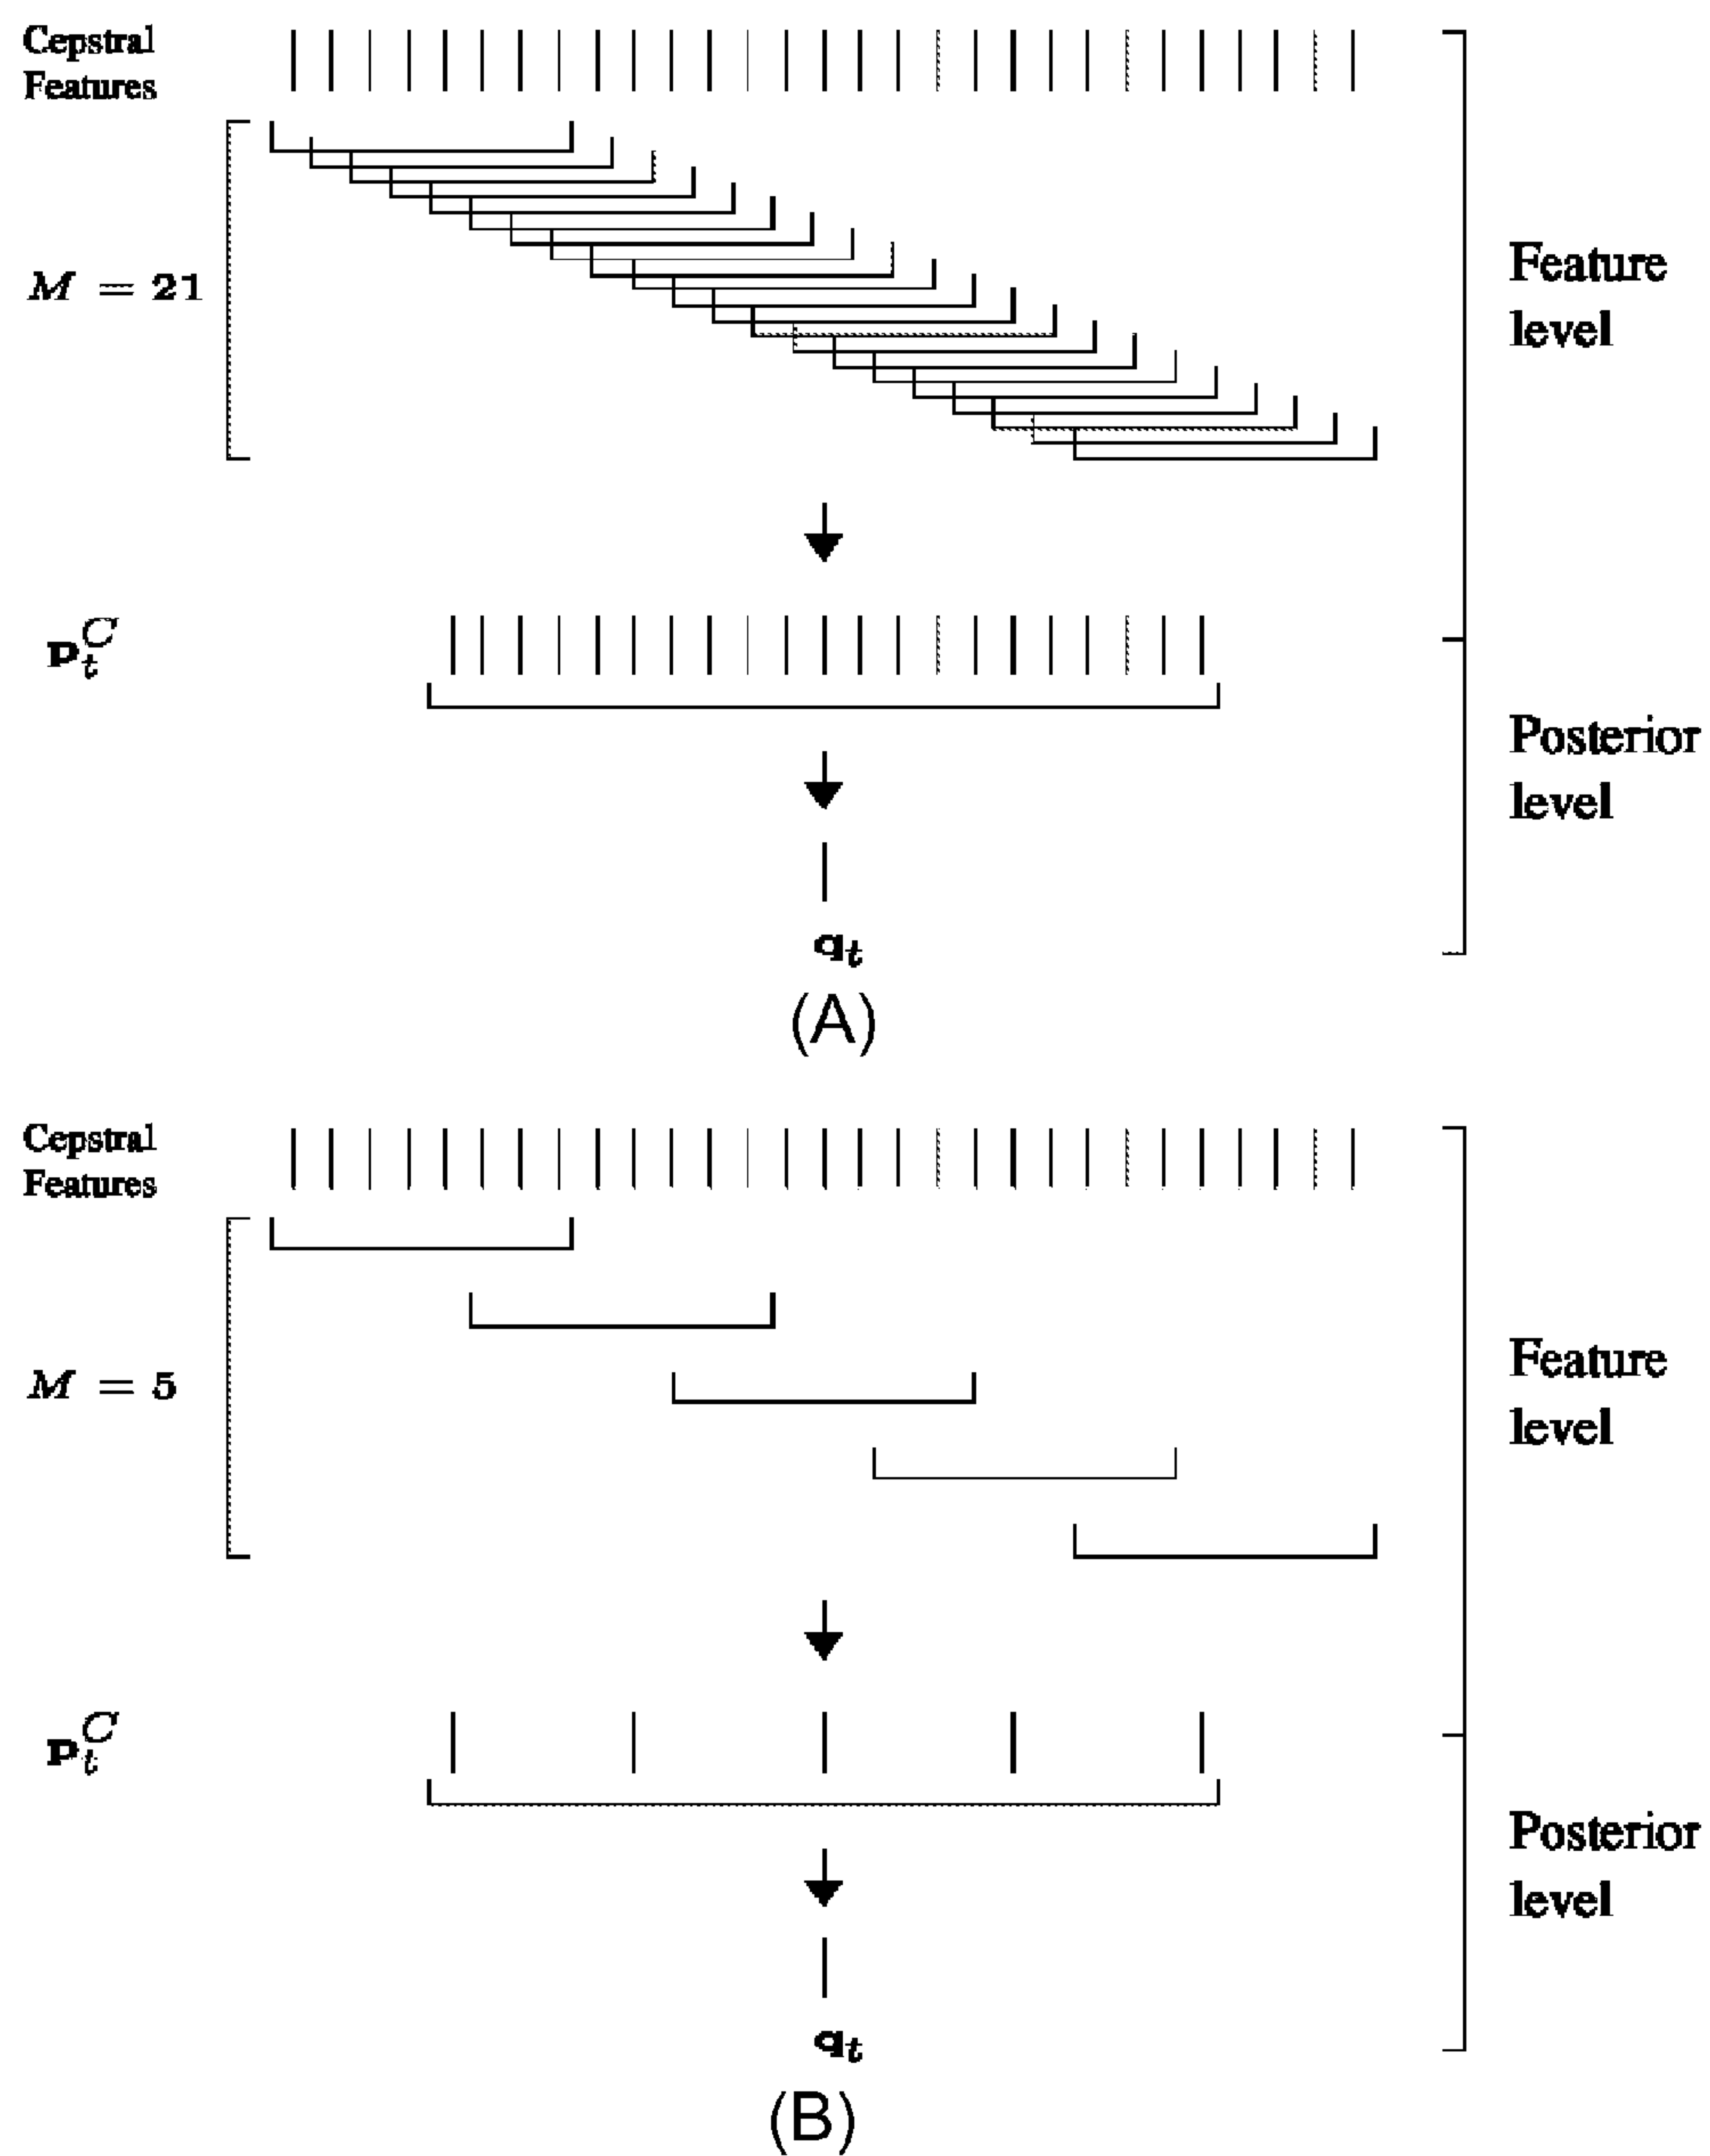 Cepstral
Features
M = 21
Feature
level
p_t^C
Posterior
level
q_t
(A)
Cepstral
Features
M = 5
Feature
level
p_t^C
Posterior
level
q_t
(B)